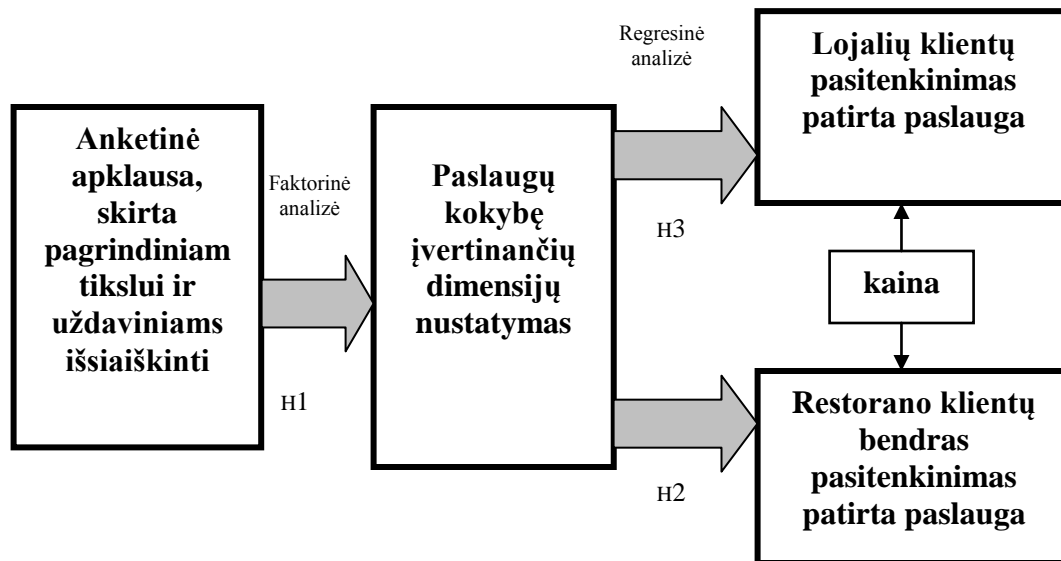 Anketinė
apklausa,
skirta
pagrindiniam
tikslui ir
uždaviniams
išsiaiškinti
Faktorinė
analizė
H1
Paslaugų
kokybę
įvertinančių
dimensijų
nustatymas
Regresinė
analizė
H3
H2
Lojalių klientų
pasitenkinimas
patirta paslauga
kaina
Restorano klientų
bendras
pasitenkinimas
patirta paslauga